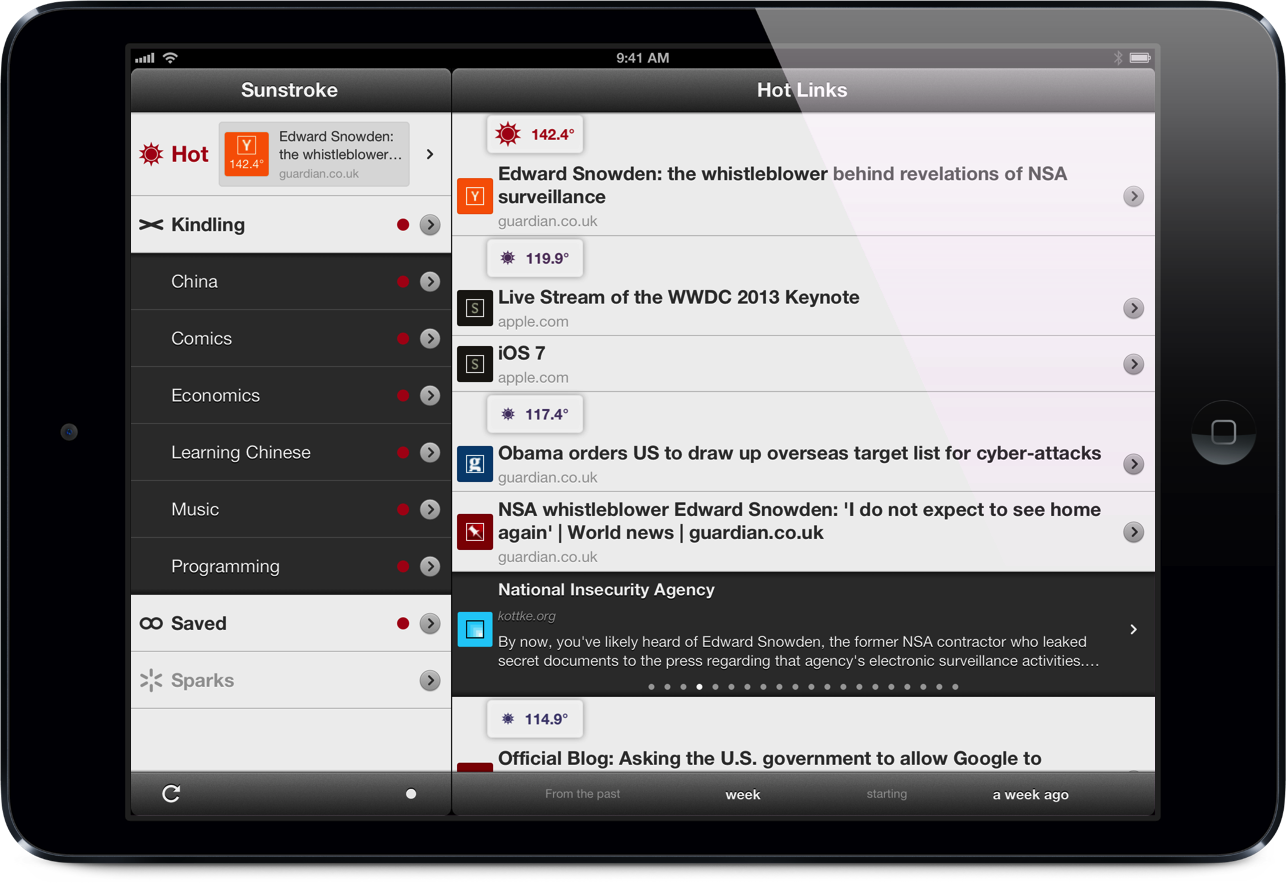 9:41 AM
Sunstroke
Hot
Y
142.4°
Edward Snowden:
the whistleblower…
guardian.co.uk
Kindling
China
Comics
Economics
Learning Chinese
Music
Programming
Saved
Sparks
Hot Links
142.4°
Y
Edward Snowden: the whistleblower behind revelations of NSA
surveillance
guardian.co.uk
119.9°
S
Live Stream of the WWDC 2013 Keynote
apple.com
S
iOS 7
apple.com
117.4°
g
Obama orders US to draw up overseas target list for cyber-attacks
guardian.co.uk
NSA whistleblower Edward Snowden: 'I do not expect to see home
again' | World news | guardian.co.uk
guardian.co.uk
National Insecurity Agency
kottke.org
By now, you've likely heard of Edward Snowden, the former NSA contractor who leaked
secret documents to the press regarding that agency's electronic surveillance activities.…
114.9°
Official Blog: Asking the U.S. government to allow Google to
From the past
week
starting
a week ago